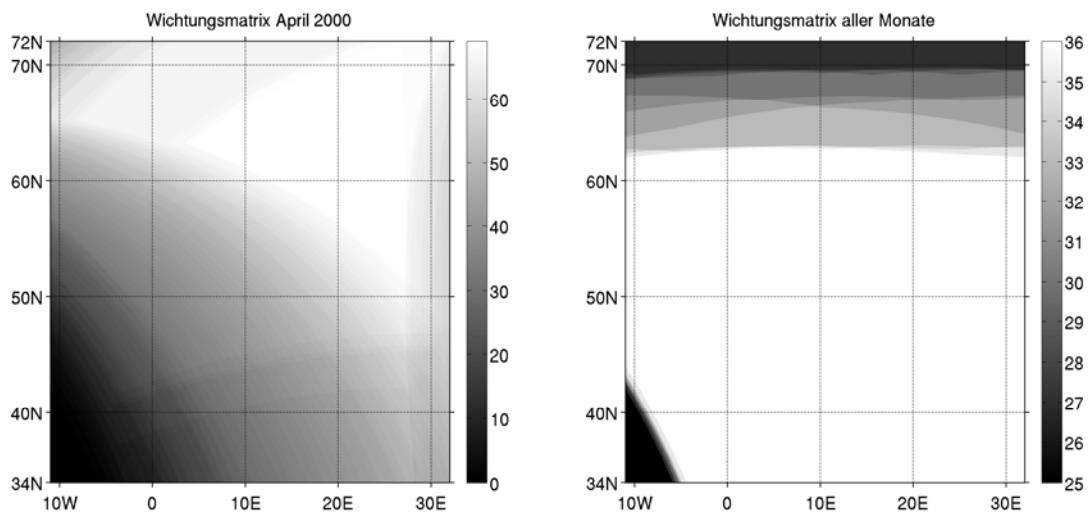 Wichtungsmatrix April 2000
72N
70N
60N
50N
40N
34N
10W
0
10E
20E
30E
60
50
40
30
20
10
0
Wichtungsmatrix aller Monate
72N
70N
60N
50N
40N
34N
10W
0
10E
20E
30E
36
35
34
33
32
31
30
29
28
27
26
25